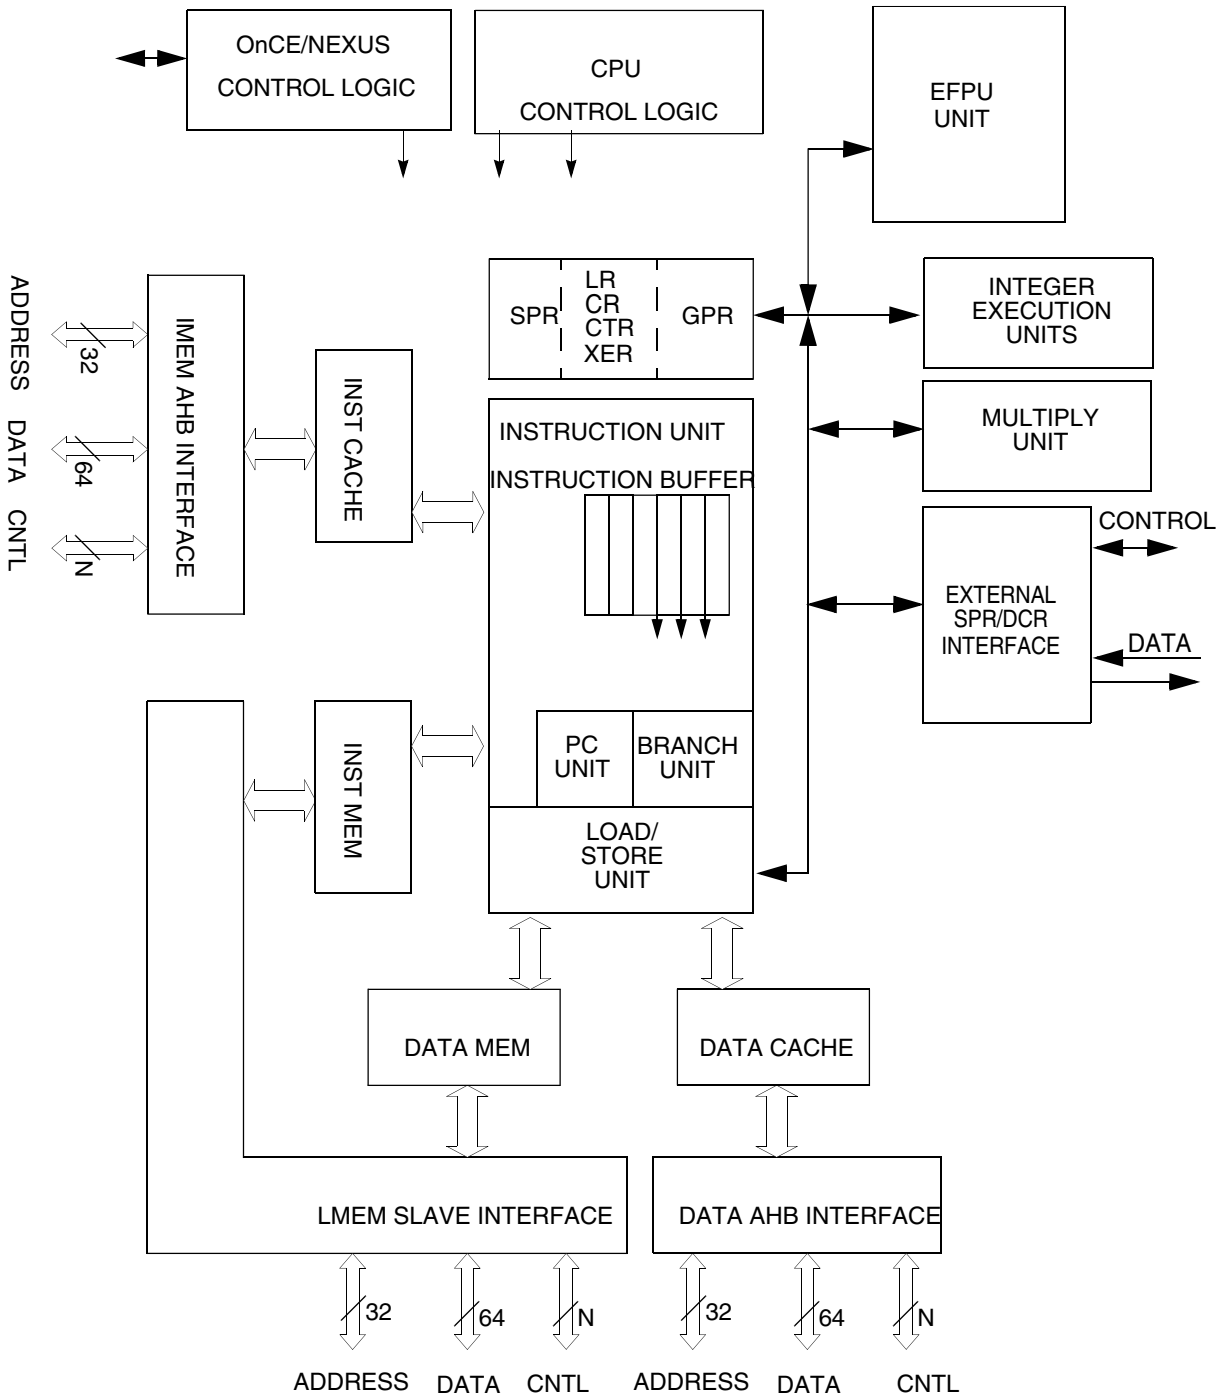 OnCE/NEXUS
CONTROL LOGIC
CPU
CONTROL LOGIC
EFPU
UNIT
SPR
LR
CR
CTR
XER
GPR
INTEGER
EXECUTION
UNITS
ADDRESS
DATA
CNTL
32
64
N
IMEM AHB INTERFACE
INST CACHE
INSTRUCTION UNIT
INSTRUCTION BUFFER
MULTIPLY
UNIT
CONTROL
EXTERNAL
SPR/DCR
INTERFACE
DATA
INST MEM
PC
UNIT
BRANCH
UNIT
LOAD/
STORE
UNIT
DATA MEM
DATA CACHE
LMEM SLAVE INTERFACE
DATA AHB INTERFACE
32
64
N
32
64
N
ADDRESS
DATA
CNTL
ADDRESS
DATA
CNTL